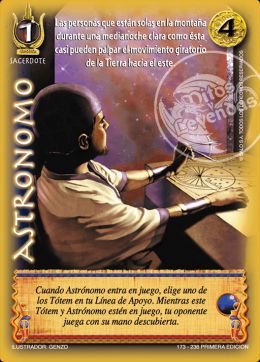 1
4
SACERDOTE
Las personas que están solas en la montaña
durante una medianoche clara como ésta
casi pueden palpar el movimiento giratorio
de la Tierra hacia el este.
Mitos y
Leyendas
ASTRONOMO
Cuando Astrónomo entra en juego, elige uno de
los Tótem en tu Línea de Apoyo. Mientras este
Tótem y Astrónomo estén en juego, tu oponente
juega con su mano descubierta.
ILUSTRADOR: GENZO
173 - 236 PRIMERA EDICIÓN